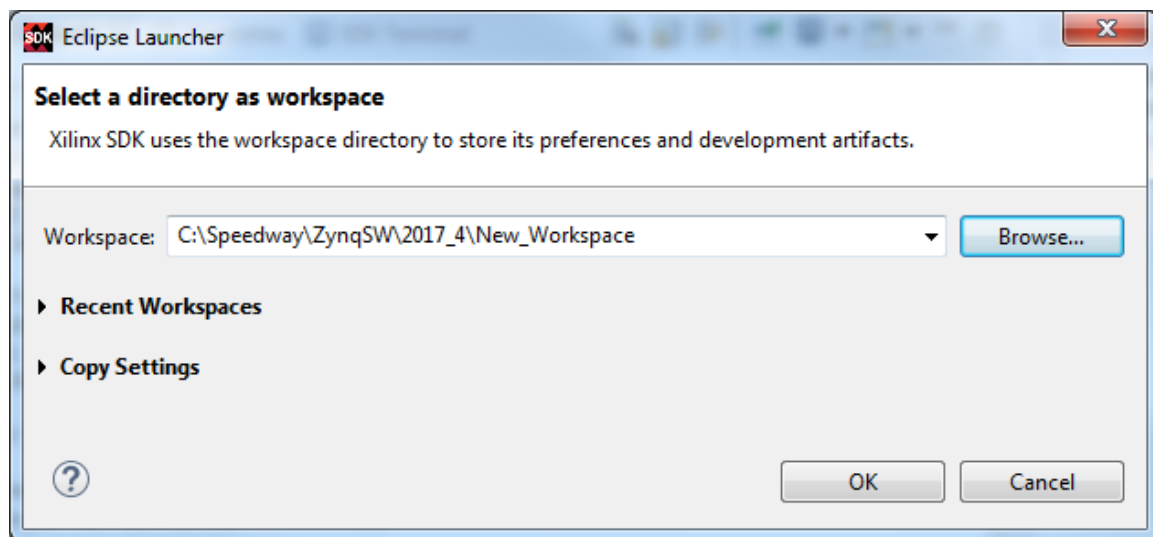 SDK Eclipse Launcher
Select a directory as workspace
Xilinx SDK uses the workspace directory to store its preferences and development artifacts.
Workspace: C:\Speedway\ZynqSW\2017_4\New_Workspace Browse...
Recent Workspaces
Copy Settings
? OK Cancel